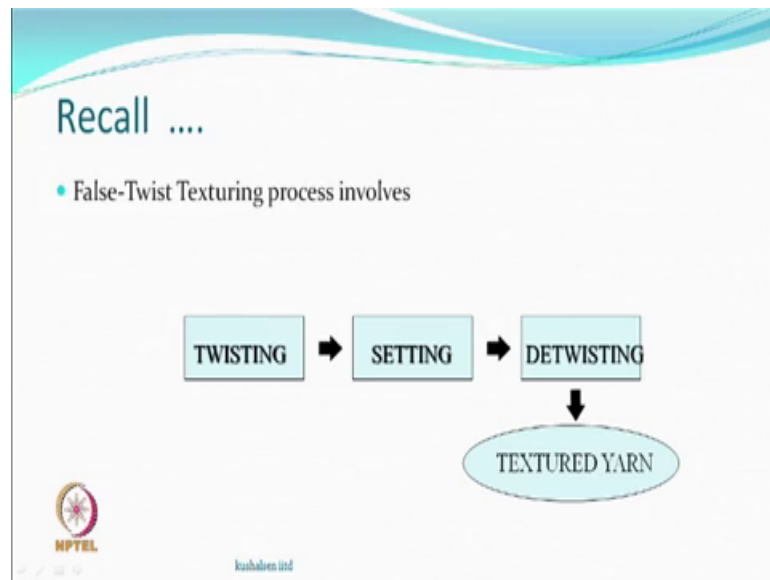 Recall ....
• False-Twist Texturing process involves
TWISTING
SETTING
DETWISTING
TEXTURED YARN
NPTEL
kushalsen iitd